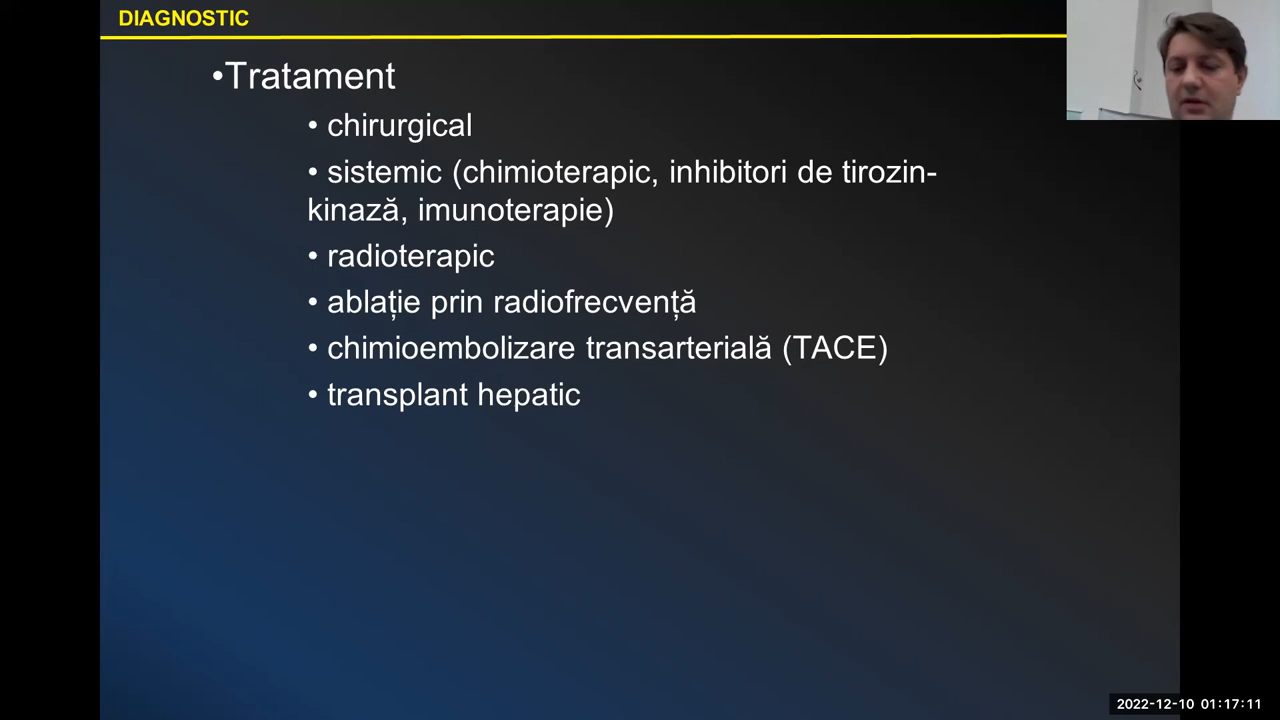 DIAGNOSTIC
•Tratament
• chirurgical
• sistemic (chimioterapic, inhibitori de tirozin-
kinază, imunoterapie)
• radioterapic
• ablație prin radiofrecvență
• chimioembolizare transarterială (TACE)
• transplant hepatic
2022-12-10 01:17:11